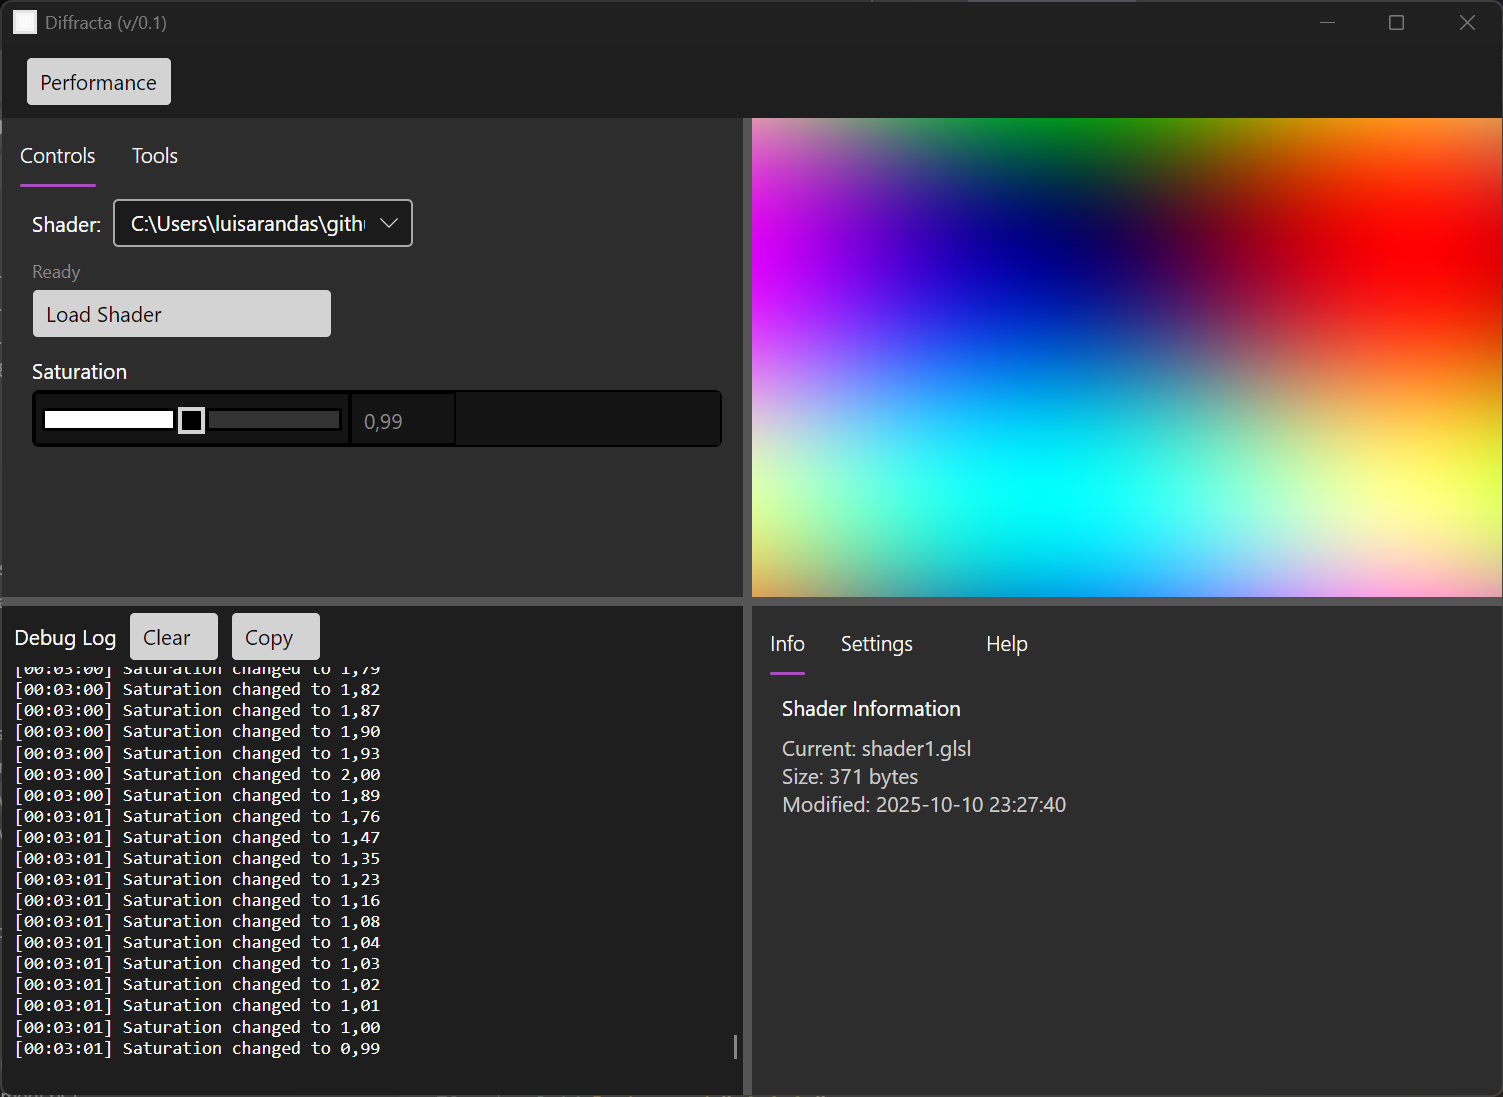 Diffracta (v/0.1)
Performance
Controls Tools
Shader: C:\Users\luisarandas\gith
Ready
Load Shader
Saturation
0,99
Debug Log Clear Copy
[00:03:00] Saturation changed to 1,79
[00:03:00] Saturation changed to 1,82
[00:03:00] Saturation changed to 1,87
[00:03:00] Saturation changed to 1,90
[00:03:00] Saturation changed to 1,93
[00:03:00] Saturation changed to 2,00
[00:03:00] Saturation changed to 1,89
[00:03:01] Saturation changed to 1,76
[00:03:01] Saturation changed to 1,47
[00:03:01] Saturation changed to 1,35
[00:03:01] Saturation changed to 1,23
[00:03:01] Saturation changed to 1,16
[00:03:01] Saturation changed to 1,08
[00:03:01] Saturation changed to 1,04
[00:03:01] Saturation changed to 1,03
[00:03:01] Saturation changed to 1,02
[00:03:01] Saturation changed to 1,01
[00:03:01] Saturation changed to 1,00
[00:03:01] Saturation changed to 0,99
Info Settings Help
Shader Information
Current: shader1.glsl
Size: 371 bytes
Modified: 2025-10-10 23:27:40